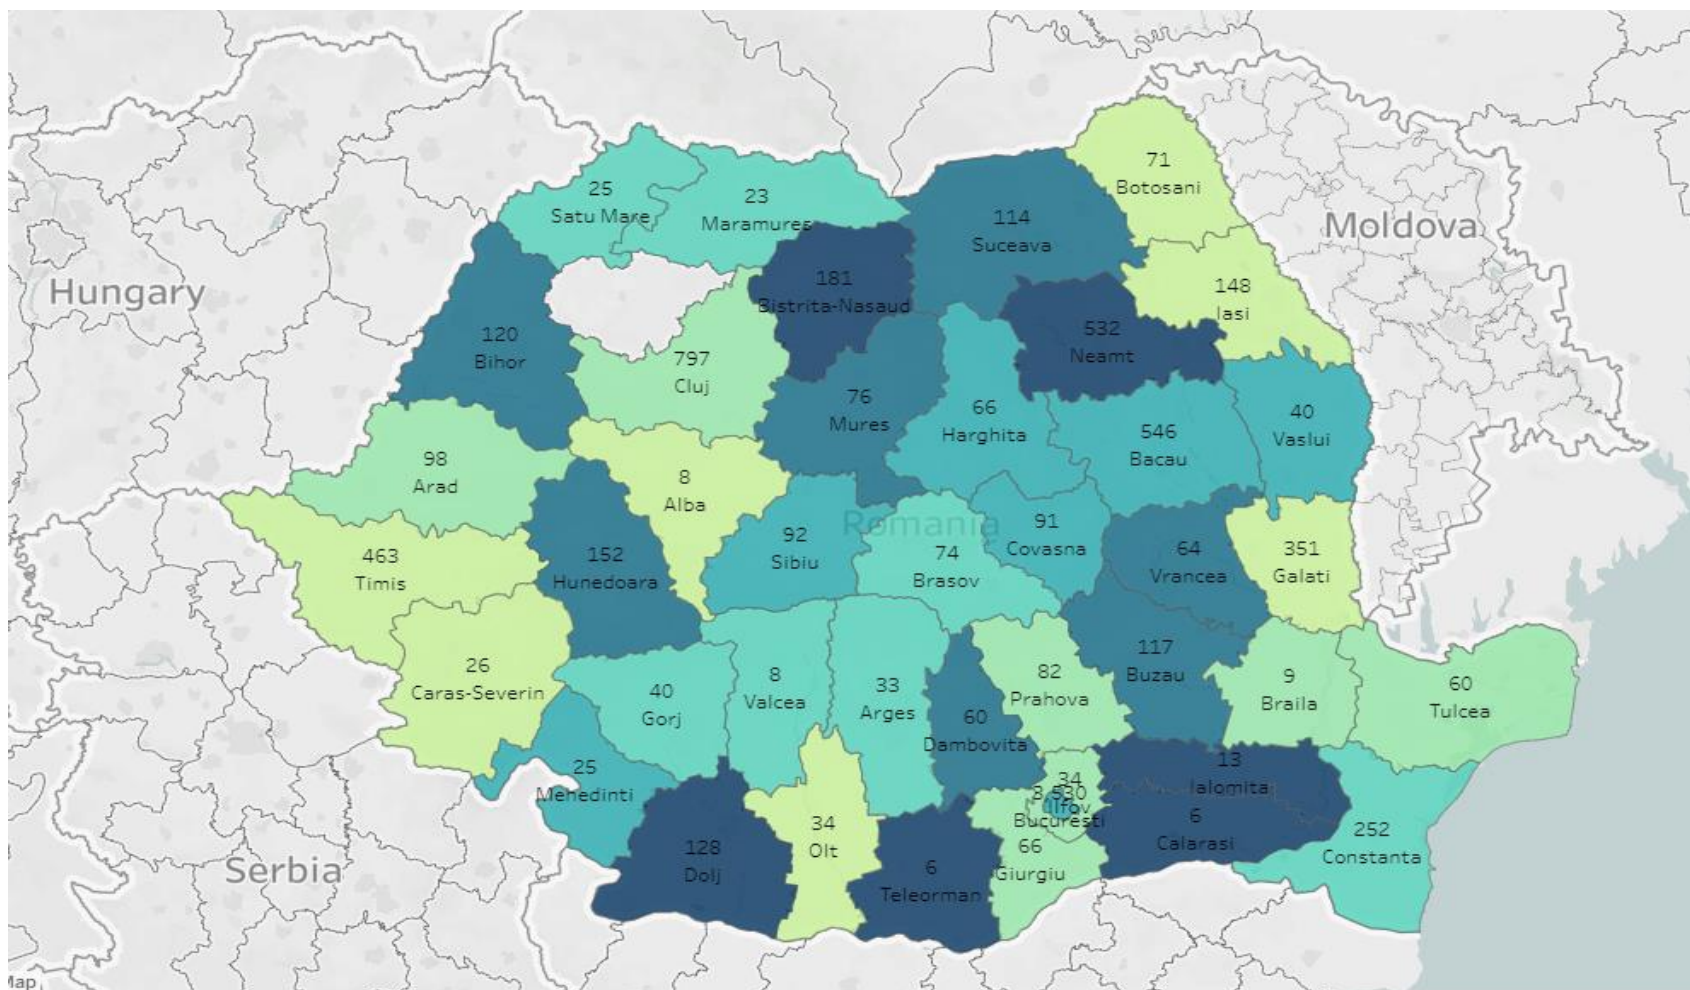 71
Botosani
25
Satu Mare
23
Maramures
114
Suceava
Moldova
181
Bistrita-Nasaud
148
Iasi
Hungary
120
Bihor
532
Neamt
797
Cluj
76
Mures
66
Harghita
546
Bacau
40
Vaslui
98
Arad
8
Alba
Romania
92
Sibiu
91
Covasna
463
Timis
152
Hunedoara
74
Brasov
64
Vrancea
351
Galati
26
Caras-Severin
40
Gorj
8
Valcea
33
Arges
60
Dambovita
82
Prahova
117
Buzau
9
Braila
60
Tulcea
25
Mehedinti
13
Ialomita
34
Ilfov
Bucuresti
6
Calarasi
252
Constanta
128
Dolj
34
Olt
6
Teleorman
66
Giurgiu
Serbia